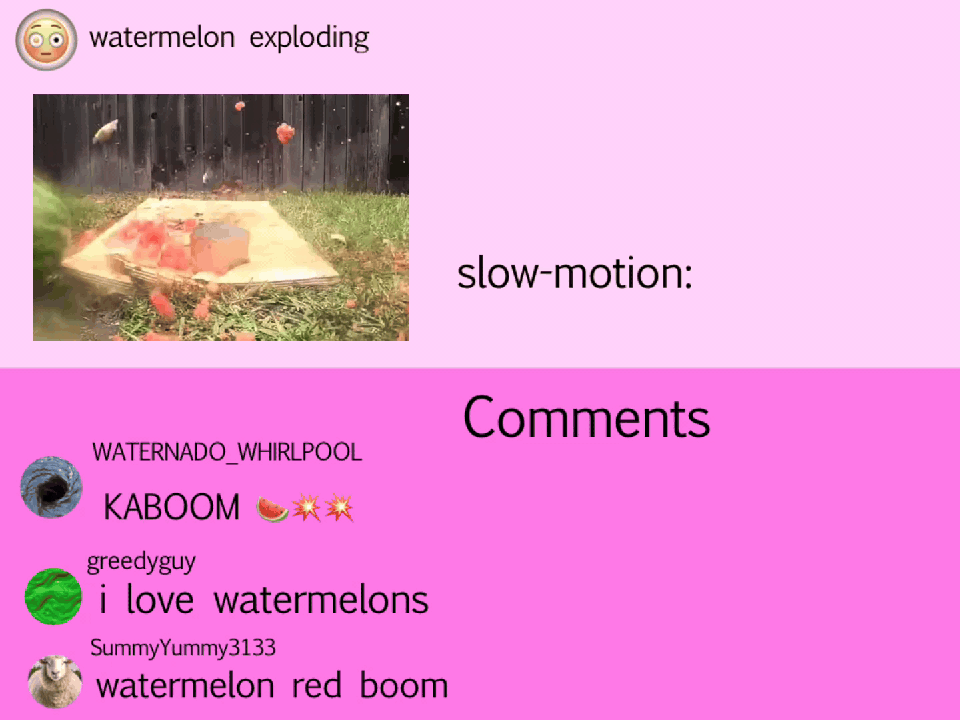 watermelon exploding
slow-motion:
Comments
WATERNADO_WHIRLPOOL
KABOOM 🍉💥💥
greedyguy
i love watermelons
SummyYummy3133
watermelon red boom